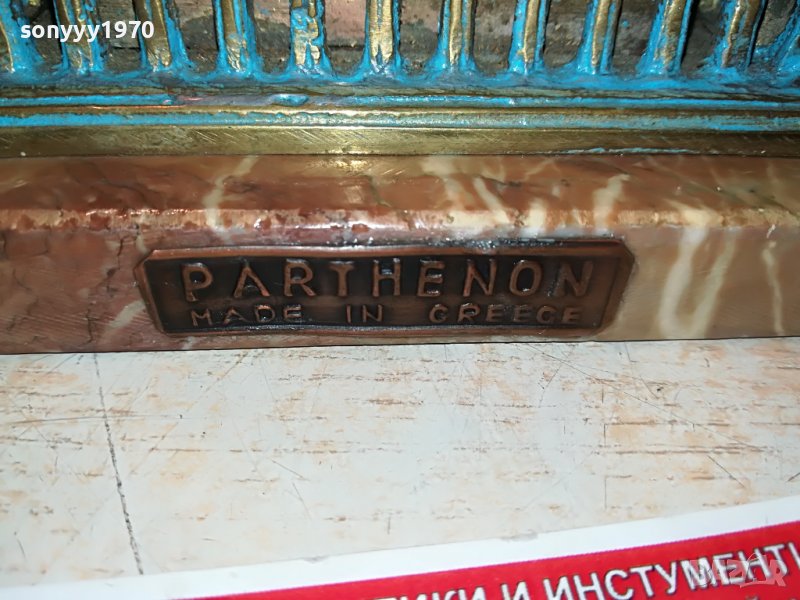 sonyyy1970
PARTHENON
MADE IN GREECE
ТИКИ И ИНСТУМЕНТИ